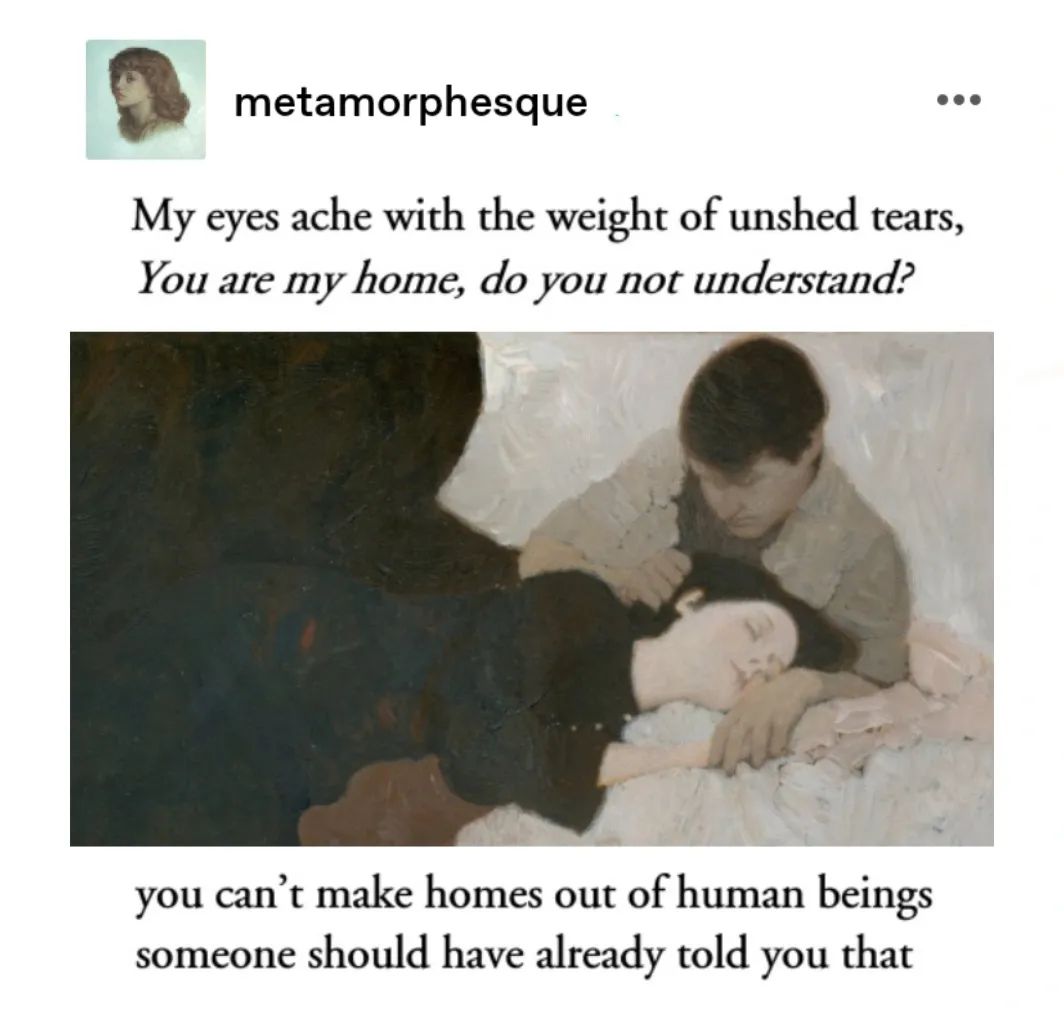 metamorphesque
My eyes ache with the weight of unshed tears,
You are my home, do you not understand?
you can’t make homes out of human beings
someone should have already told you that